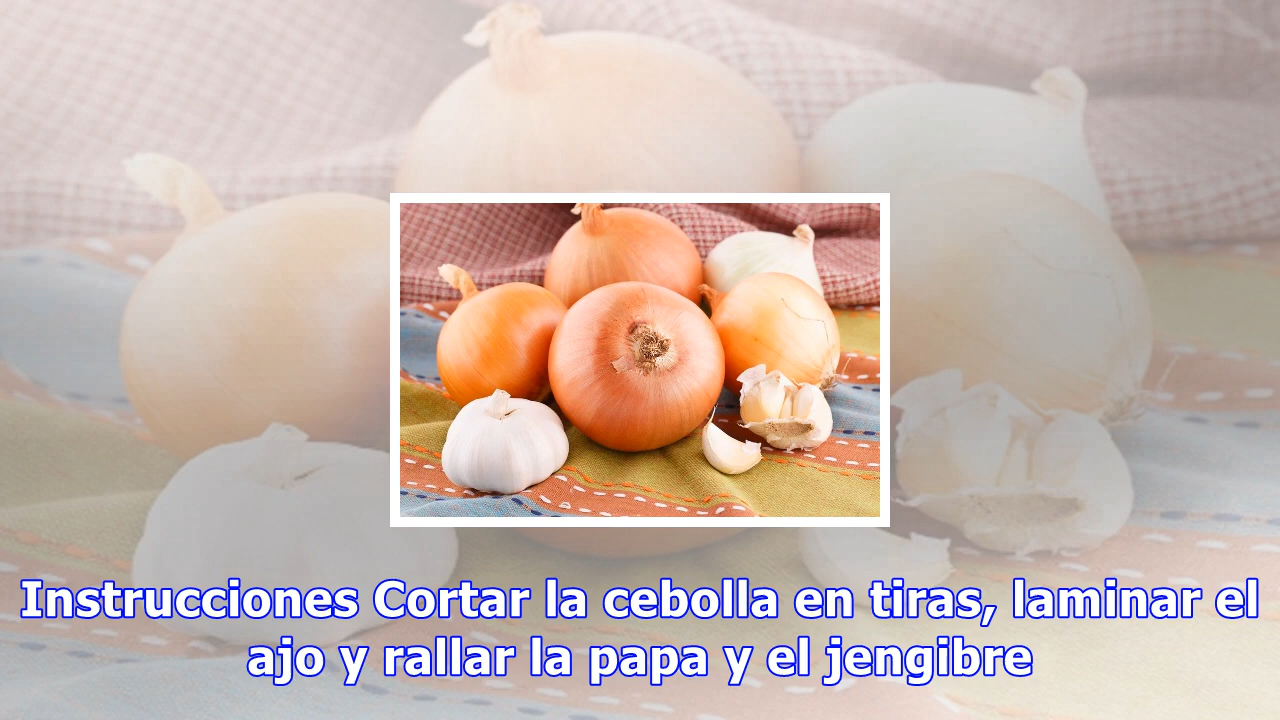 Instrucciones Cortar la cebolla en tiras, laminar el
ajo y rallar la papa y el jengibre